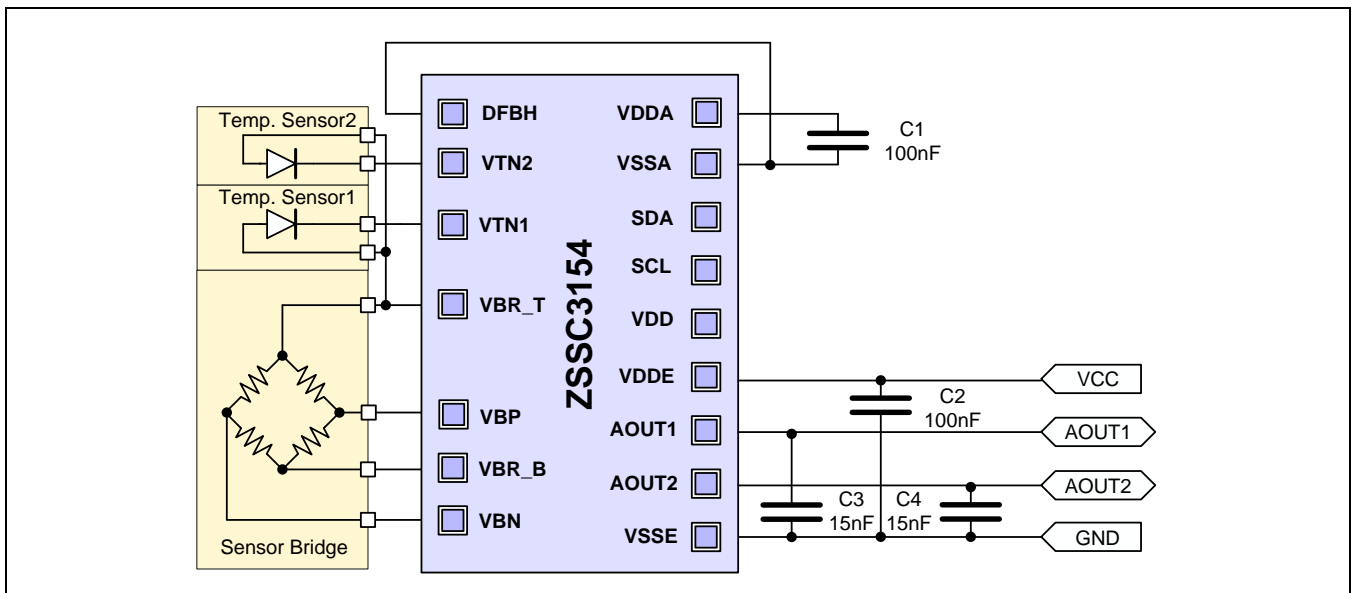 Temp. Sensor2
Temp. Sensor1
Sensor Bridge
DFBH
VTN2
VTN1
VBR_T
VBP
VBR_B
VBN
ZSSC3154
VDDA
VSSA
SDA
SCL
VDD
VDDE
AOUT1
AOUT2
VSSE
C1
100nF
C2
100nF
C3
15nF
C4
15nF
VCC
AOUT1
AOUT2
GND